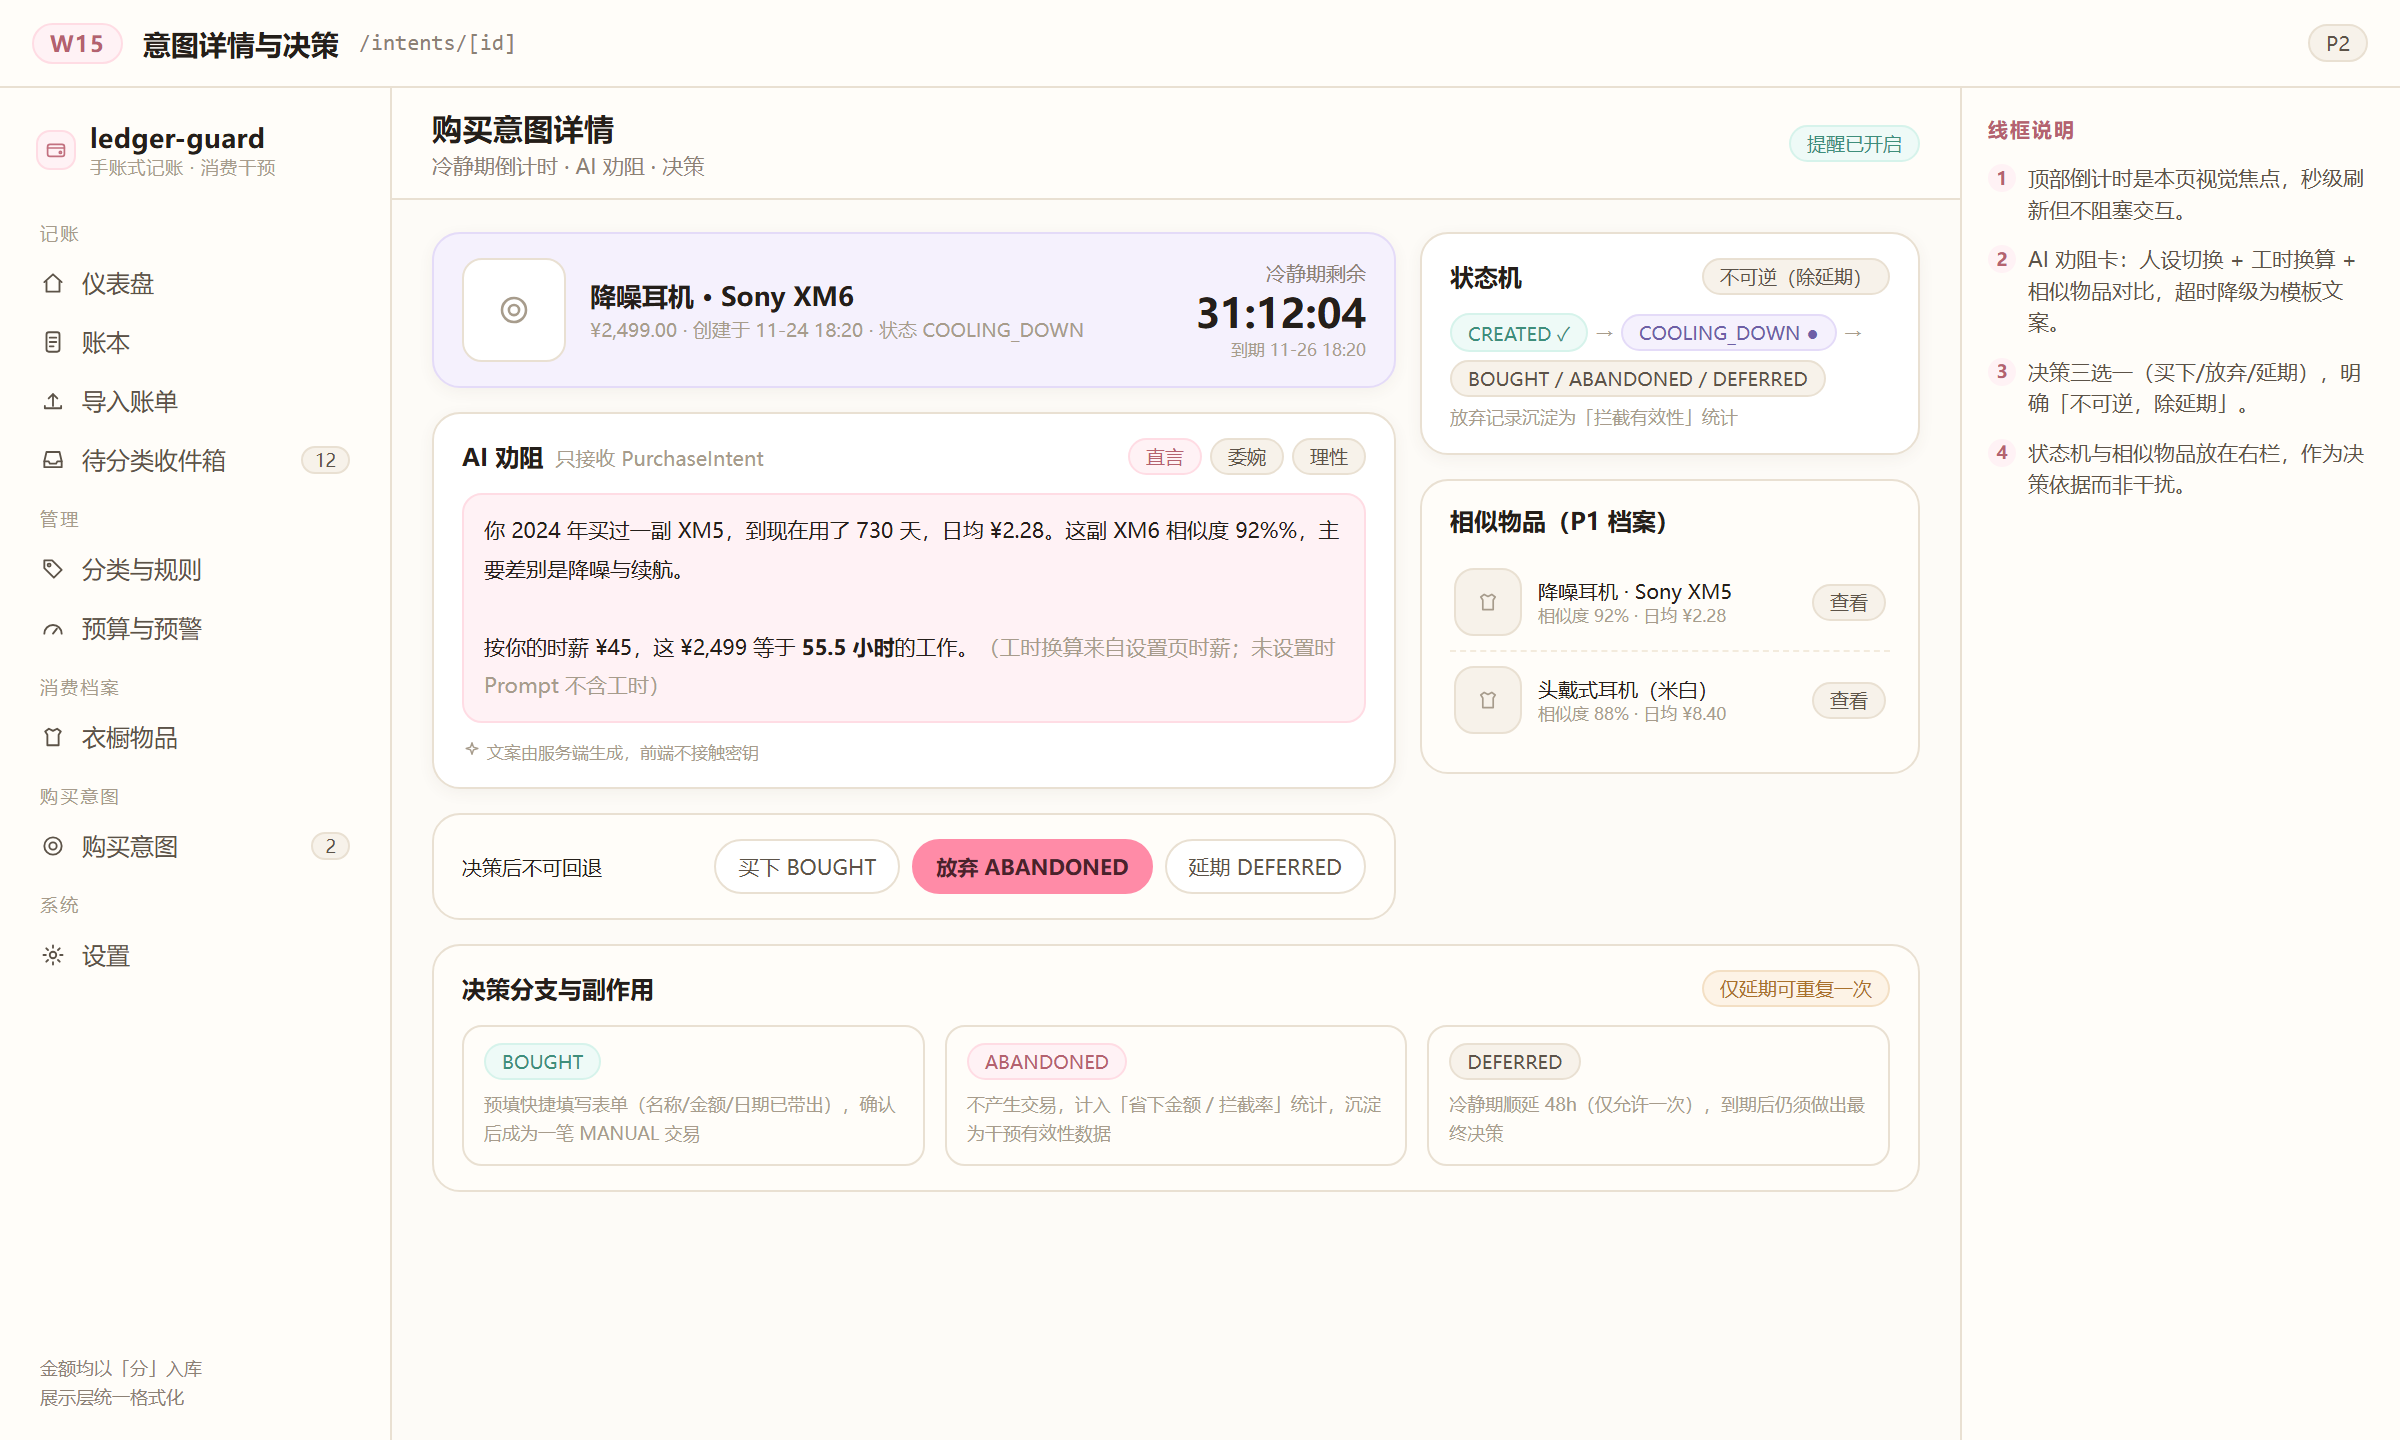 W15 意图详情与决策 /intents/[id] P2
ledger-guard
手账式记账 · 消费干预
记账
仪表盘
账本
导入账单
待分类收件箱 12
管理
分类与规则
预算与预警
消费档案
衣橱物品
购买意图
购买意图 2
系统
设置
金额均以「分」入库
展示层统一格式化
购买意图详情
冷静期倒计时 · AI 劝阻 · 决策
提醒已开启
降噪耳机 • Sony XM6
¥2,499.00 · 创建于 11-24 18:20 · 状态 COOLING_DOWN
冷静期剩余
31:12:04
到期 11-26 18:20
AI 劝阻 只接收 PurchaseIntent 直言 委婉 理性
你 2024 年买过一副 XM5，到现在用了 730 天，日均 ¥2.28。这副 XM6 相似度 92%%，主
要差别是降噪与续航。
按你的时薪 ¥45，这 ¥2,499 等于 55.5 小时的工作。（工时换算来自设置页时薪；未设置时
Prompt 不含工时）
文案由服务端生成，前端不接触密钥
决策后不可回退 买下 BOUGHT 放弃 ABANDONED 延期 DEFERRED
状态机 不可逆（除延期）
CREATED ✓ → COOLING_DOWN ● →
BOUGHT / ABANDONED / DEFERRED
放弃记录沉淀为「拦截有效性」统计
相似物品（P1 档案）
降噪耳机 · Sony XM5
相似度 92% · 日均 ¥2.28
查看
头戴式耳机（米白）
相似度 88% · 日均 ¥8.40
查看
决策分支与副作用 仅延期可重复一次
BOUGHT
预填快捷填写表单（名称/金额/日期已带出），确认
后成为一笔 MANUAL 交易
ABANDONED
不产生交易，计入「省下金额 / 拦截率」统计，沉淀
为干预有效性数据
DEFERRED
冷静期顺延 48h（仅允许一次），到期后仍须做出最
终决策
线框说明
1 顶部倒计时是本页视觉焦点，秒级刷
新但不阻塞交互。
2 AI 劝阻卡：人设切换 + 工时换算 +
相似物品对比，超时降级为模板文
案。
3 决策三选一（买下/放弃/延期），明
确「不可逆，除延期」。
4 状态机与相似物品放在右栏，作为决
策依据而非干扰。